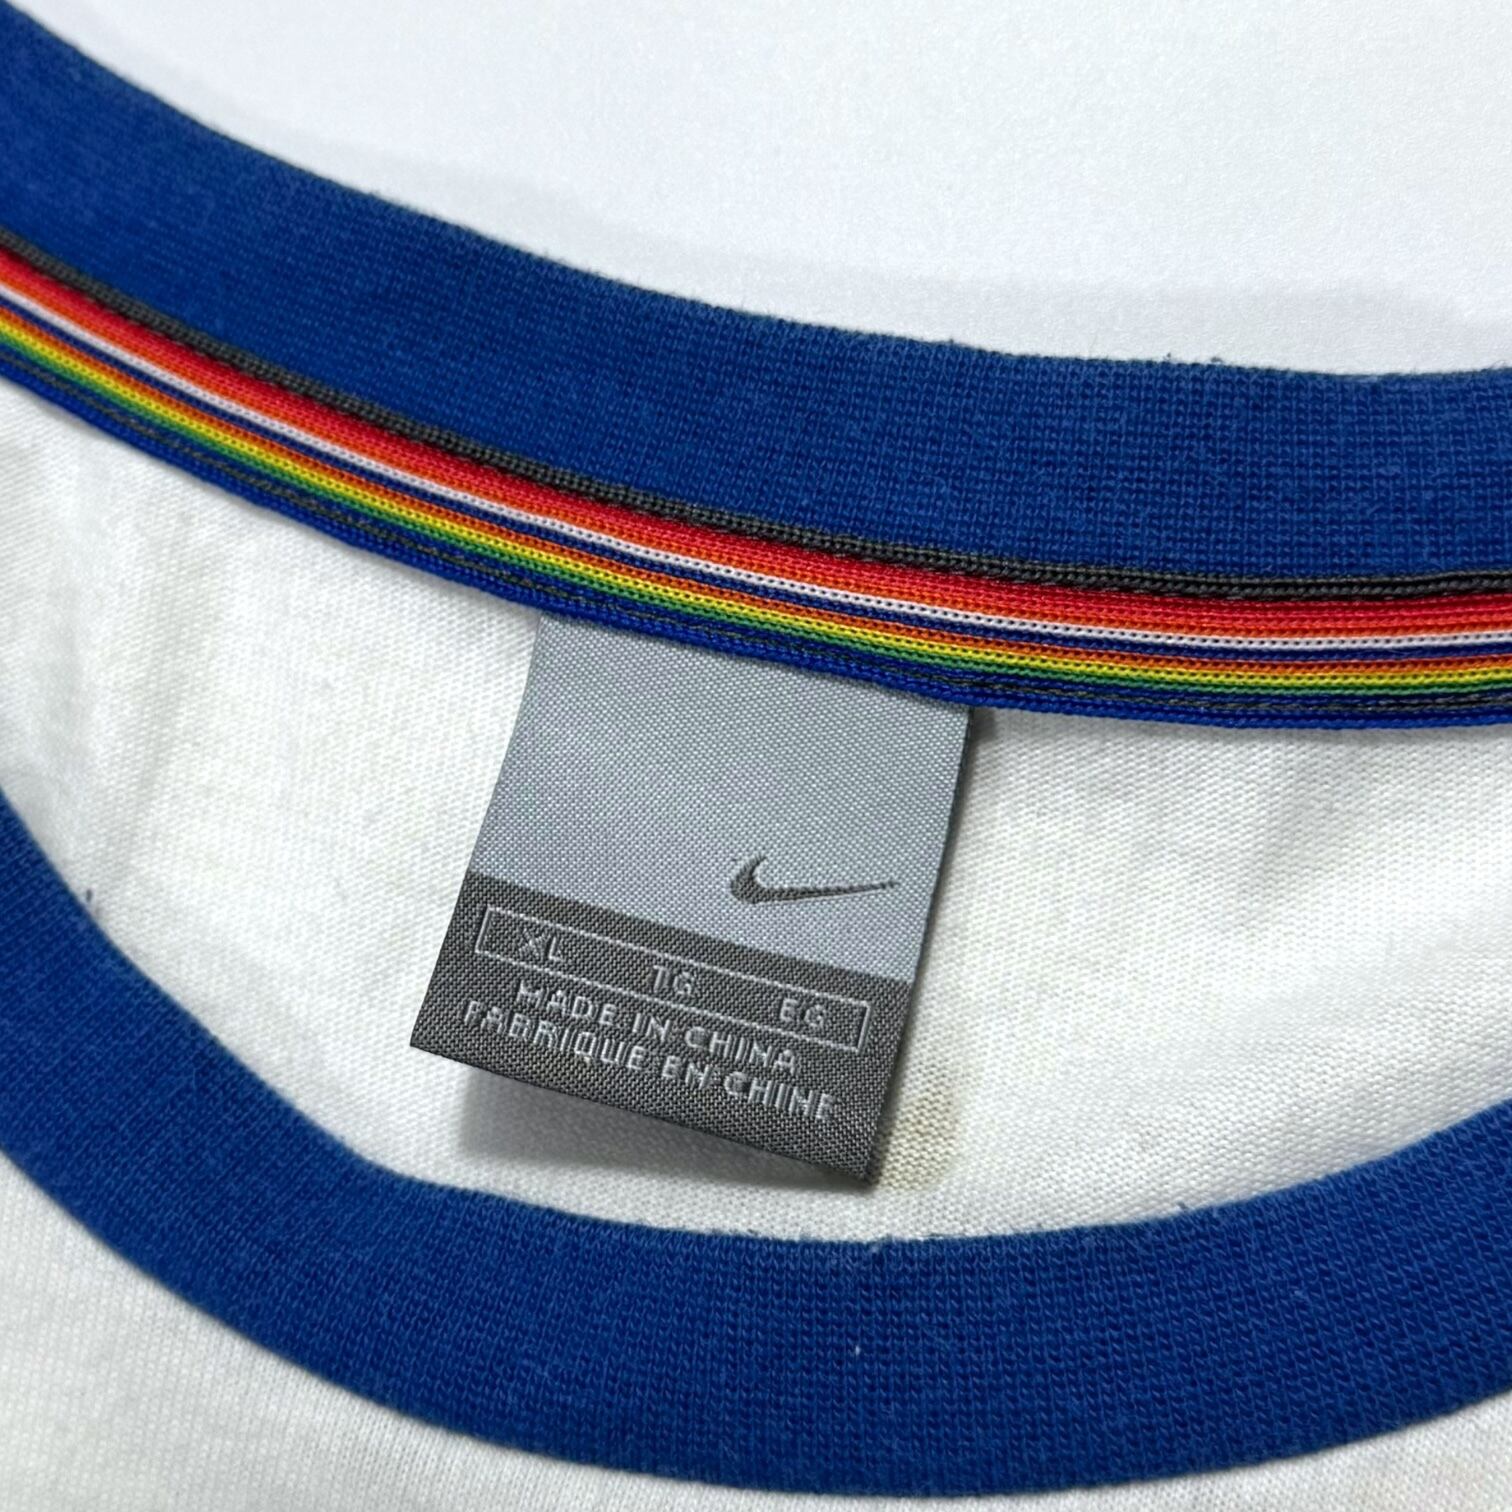 XL TG EG
MADE IN CHINA
FABRIQUE EN CHINE